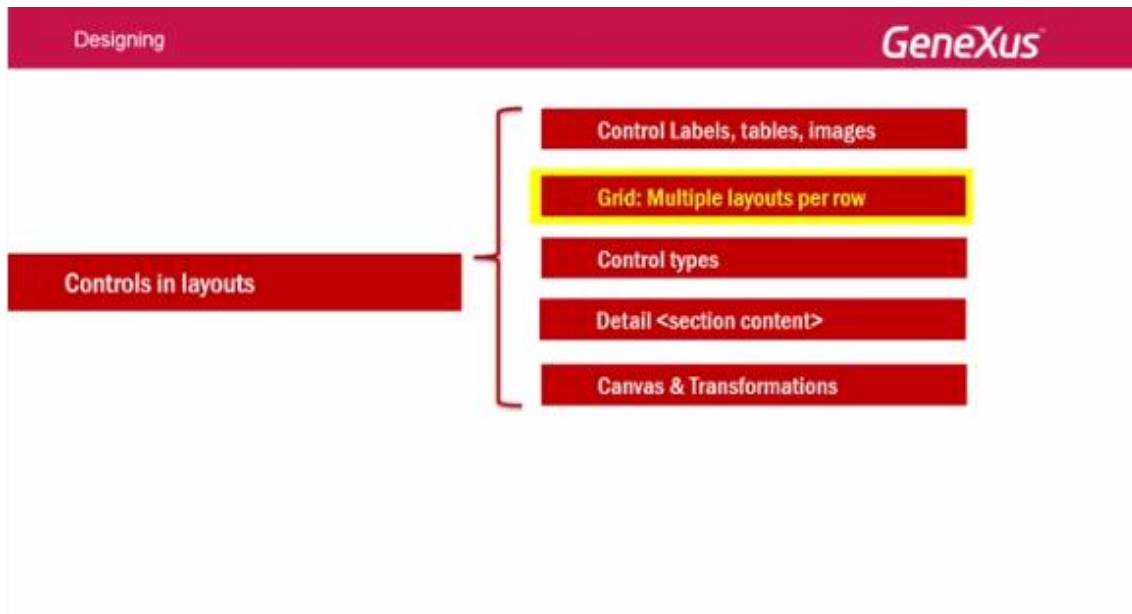 Designing
GeneXus
Control Labels, tables, images
Grid: Multiple layouts per row
Control types
Controls in layouts
Detail <section content>
Canvas & Transformations